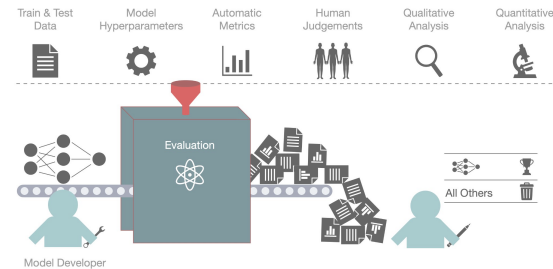 Train & Test
Data
Model
Hyperparameters
Automatic
Metrics
Human
Judgements
Qualitative
Analysis
Quantitative
Analysis
Evaluation
All Others
Model Developer